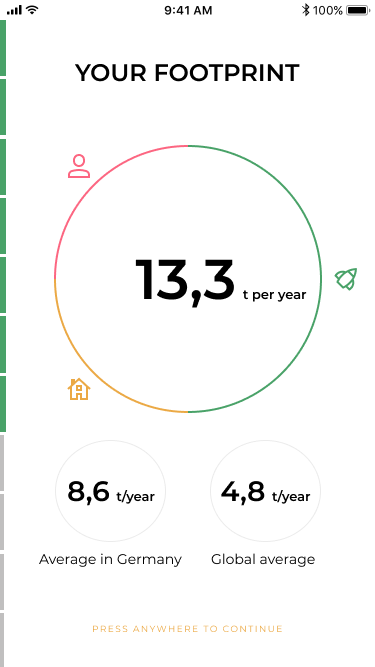 9:41 AM 100%
YOUR FOOTPRINT
13,3 t per year
8,6 t/year 4,8 t/year
Average in Germany Global average
PRESS ANYWHERE TO CONTINUE